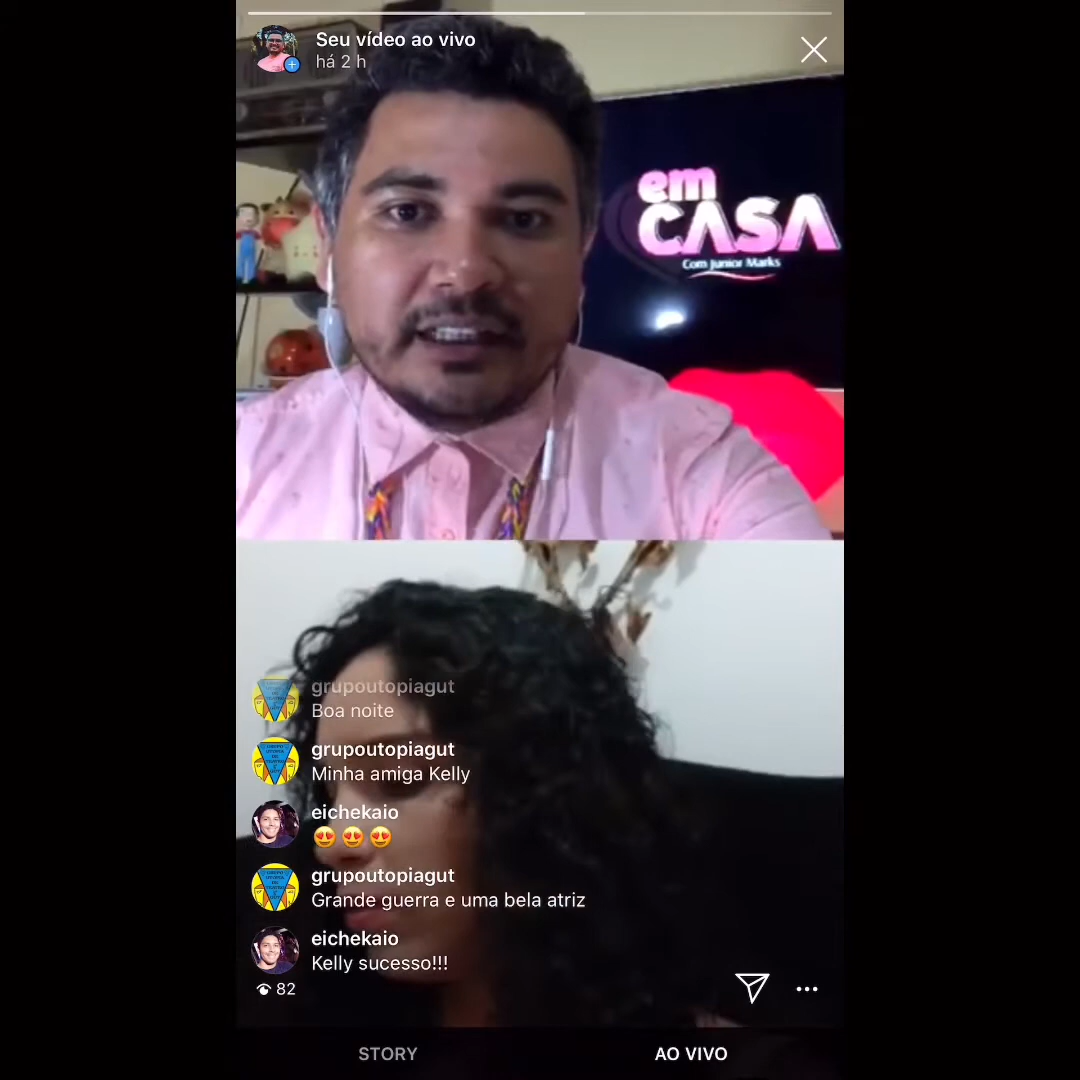 Seu vídeo ao vivo
há 2 h
em
CASA
Com Junior Marks
grupoutopiagut
Boa noite
grupoutopiagut
Minha amiga Kelly
eichekaio
😍😍😍
grupoutopiagut
Grande guerra e uma bela atriz
eichekaio
Kelly sucesso!!!
82
STORY
AO VIVO